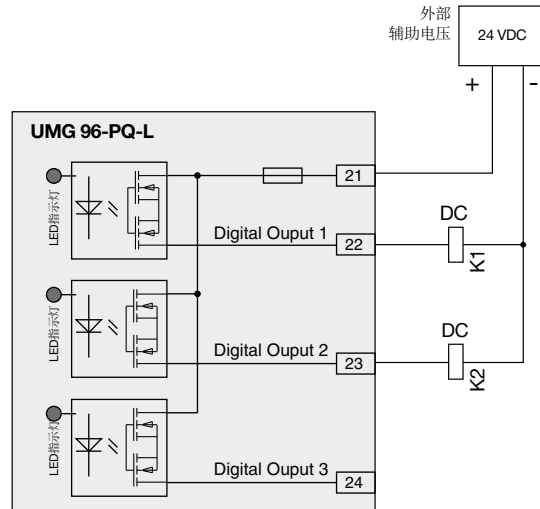 外部
辅助电压
24 VDC
+ -
UMG 96-PQ-L
LED指示灯
21
Digital Ouput 1
22
DC
K1
LED指示灯
Digital Ouput 2
23
DC
K2
LED指示灯
Digital Ouput 3
24